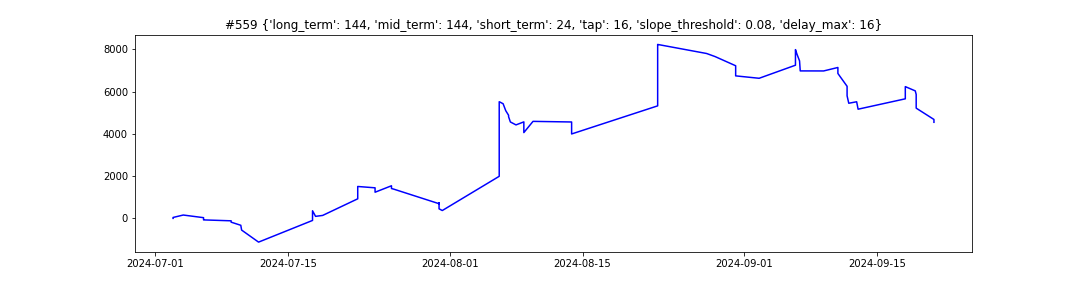 #559 {'long_term': 144, 'mid_term': 144, 'short_term': 24, 'tap': 16, 'slope_threshold': 0.08, 'delay_max': 16}
8000
6000
4000
2000
0
2024-07-01 2024-07-15 2024-08-01 2024-08-15 2024-09-01 2024-09-15